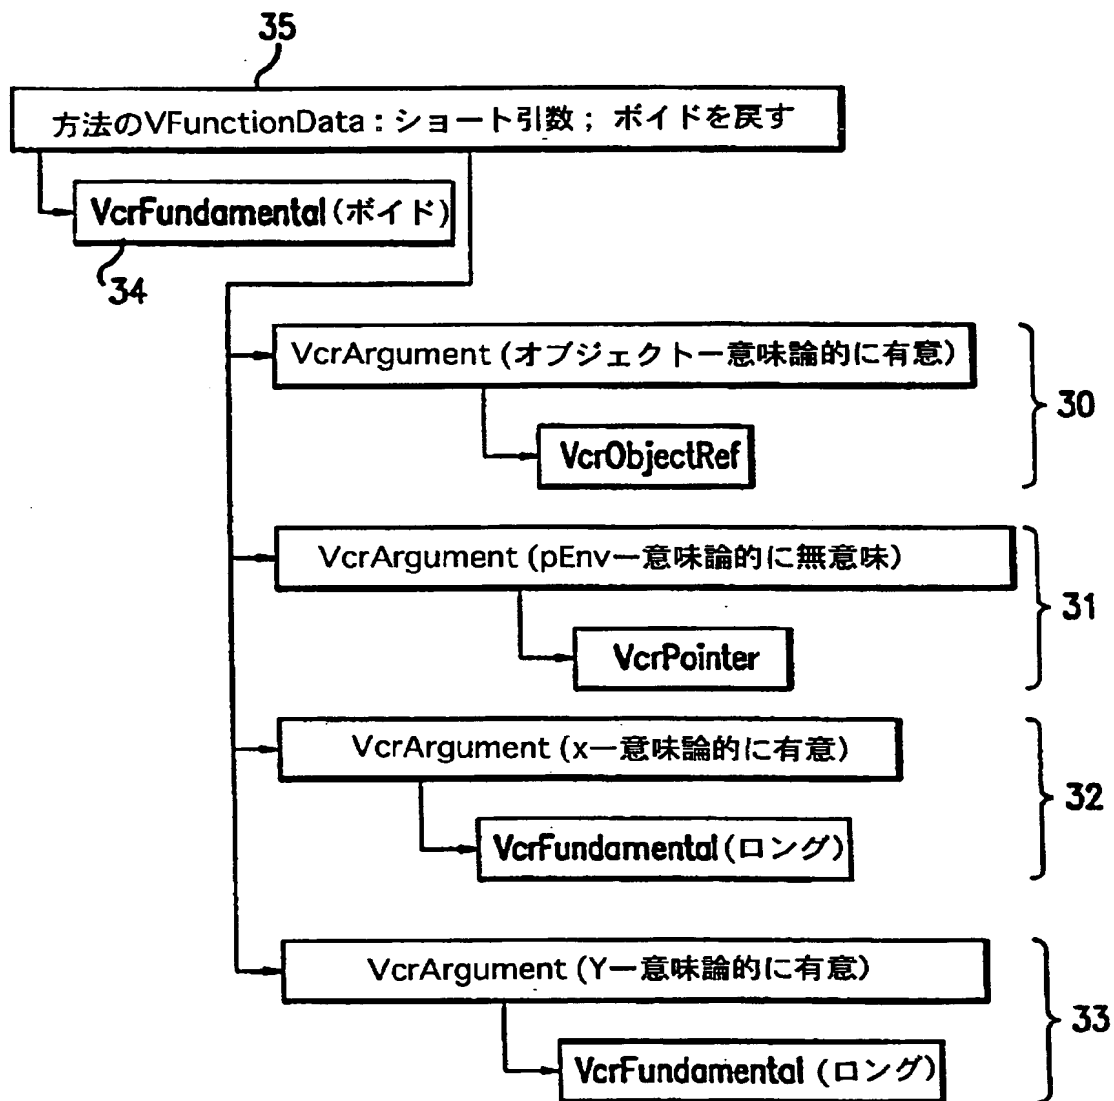 35
方法のVFunctionData：ショート引数；ボイドを戻す
VcrFundamental (ボイド)
34
VcrArgument (オブジェクトー意味論的に有意)
30
VcrObjectRef
VcrArgument (pEnvー意味論的に無意味)
31
VcrPointer
VcrArgument (xー意味論的に有意)
32
VcrFundamental (ロング)
VcrArgument (Yー意味論的に有意)
33
VcrFundamental (ロング)